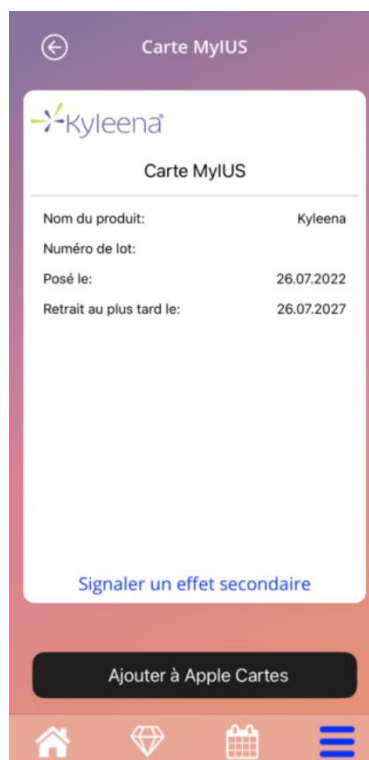 Carte MyIUS
Kyleena®
Carte MyIUS
Nom du produit: Kyleena
Numéro de lot:
Posé le: 26.07.2022
Retrait au plus tard le: 26.07.2027
Signaler un effet secondaire
Ajouter à Apple Cartes